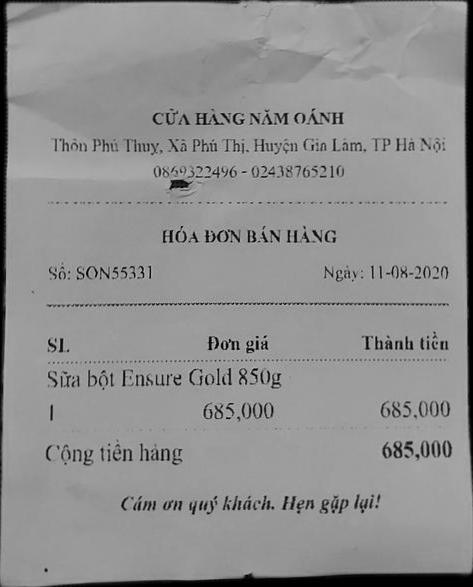 CỬA HÀNG NĂM OÁNH
Thôn Phú Thuỵ, Xã Phú Thị, Huyện Gia Lâm, TP Hà Nội
0869322496 - 02438765210
HÓA ĐƠN BÁN HÀNG
Số: SON55331 Ngày: 11-08-2020
SL Đơn giá Thành tiền
Sữa bột Ensure Gold 850g
1 685,000 685,000
Cộng tiền hàng 685,000
Cám ơn quý khách. Hẹn gặp lại!